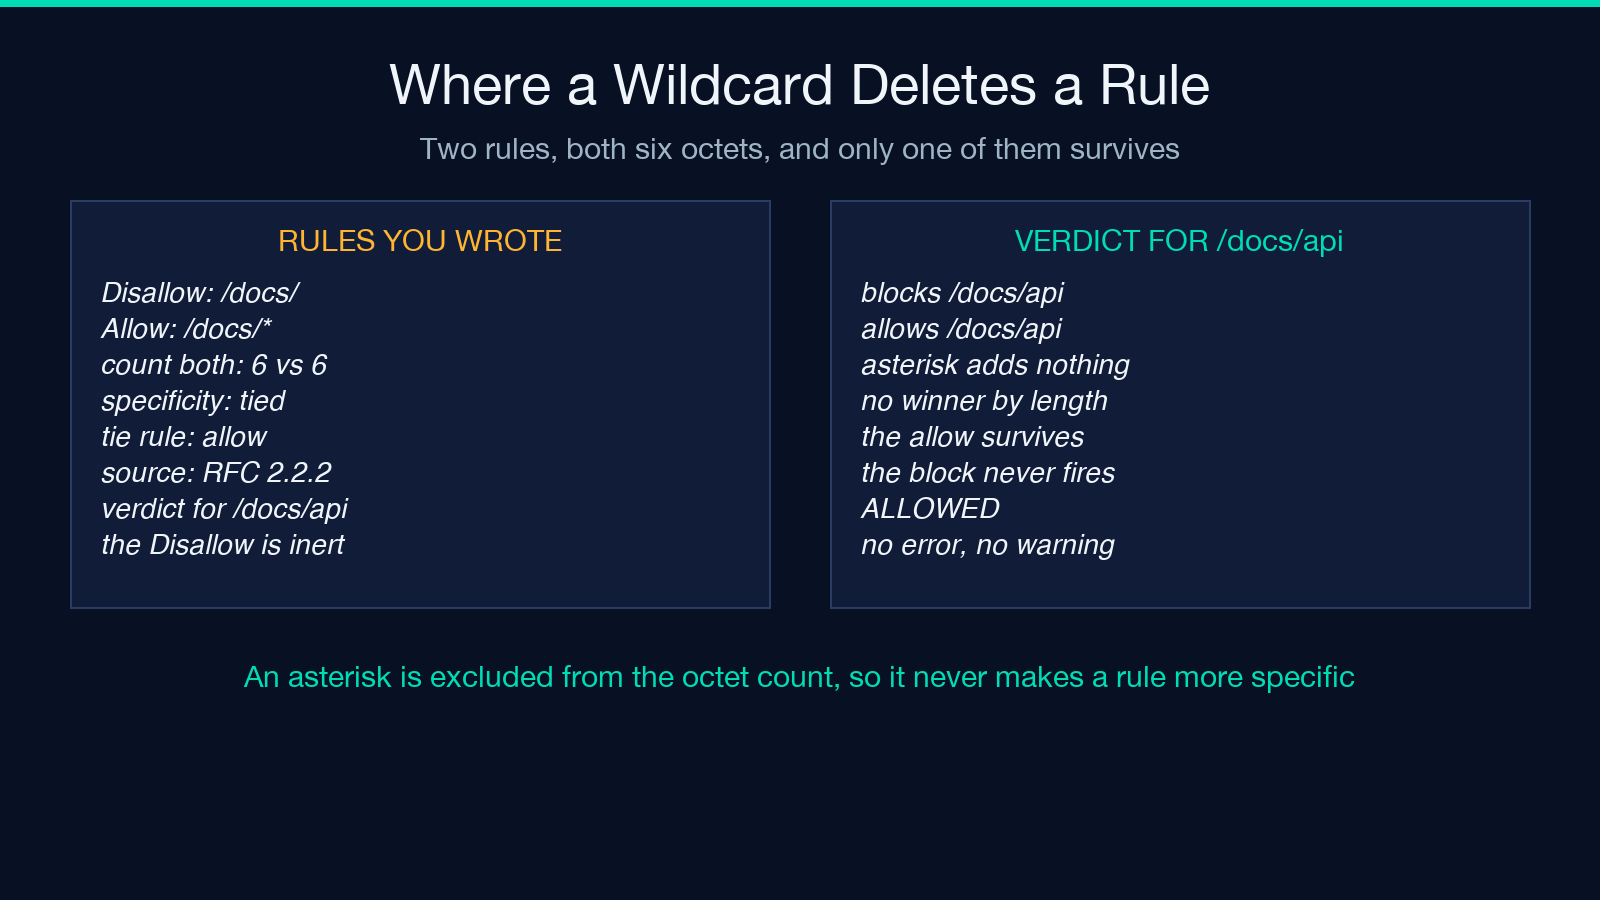 Where a Wildcard Deletes a Rule
Two rules, both six octets, and only one of them survives
RULES YOU WROTE
Disallow: /docs/
Allow: /docs/*
count both: 6 vs 6
specificity: tied
tie rule: allow
source: RFC 2.2.2
verdict for /docs/api
the Disallow is inert
VERDICT FOR /docs/api
blocks /docs/api
allows /docs/api
asterisk adds nothing
no winner by length
the allow survives
the block never fires
ALLOWED
no error, no warning
An asterisk is excluded from the octet count, so it never makes a rule more specific